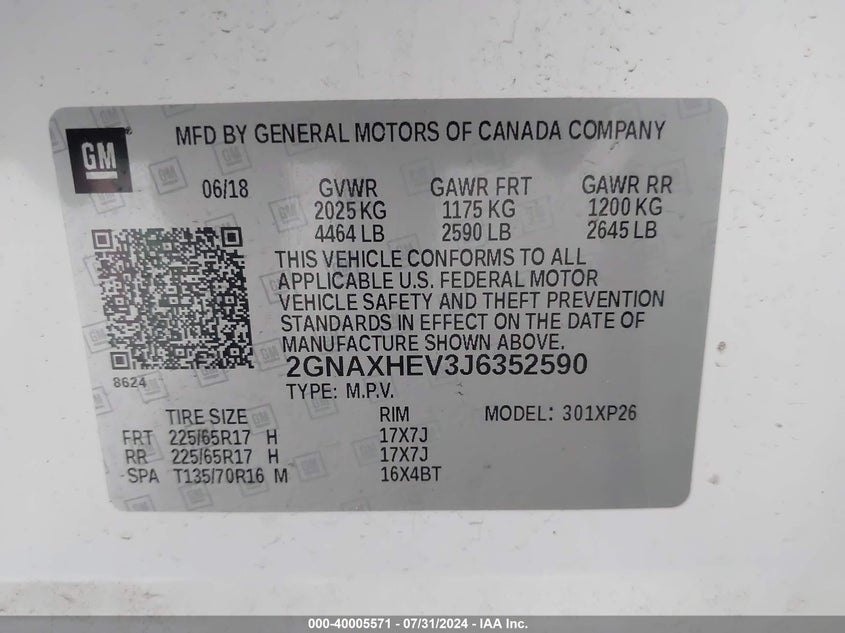 GM
MFD BY GENERAL MOTORS OF CANADA COMPANY
06/18 GVWR GAWR FRT GAWR RR
2025 KG 1175 KG 1200 KG
4464 LB 2590 LB 2645 LB
THIS VEHICLE CONFORMS TO ALL
APPLICABLE U.S. FEDERAL MOTOR
VEHICLE SAFETY AND THEFT PREVENTION
STANDARDS IN EFFECT ON THE DATE OF
MANUFACTURE SHOWN ABOVE.
8624
2GNAXHEV3J6352590
TYPE: M.P.V.
TIRE SIZE RIM MODEL: 301XP26
FRT 225/65R17 H 17X7J
RR 225/65R17 H 17X7J
SPA T135/70R16 M 16X4BT
000-40005571 - 07/31/2024 - IAA Inc.